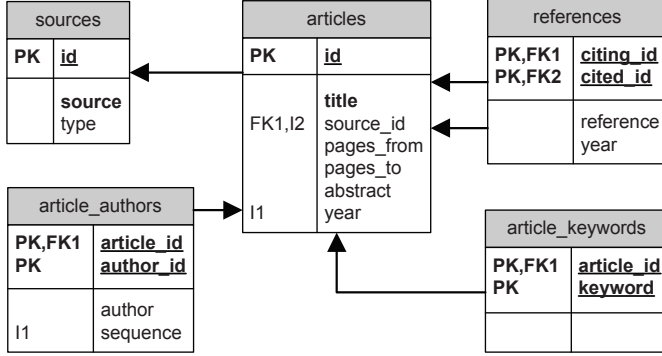 sources
PK id
source
type
articles
PK id
title
FK1,I2 source_id
pages_from
pages_to
abstract
I1 year
references
PK,FK1 citing_id
PK,FK2 cited_id
reference
year
article_authors
PK,FK1 article_id
PK author_id
author
I1 sequence
article_keywords
PK,FK1 article_id
PK keyword